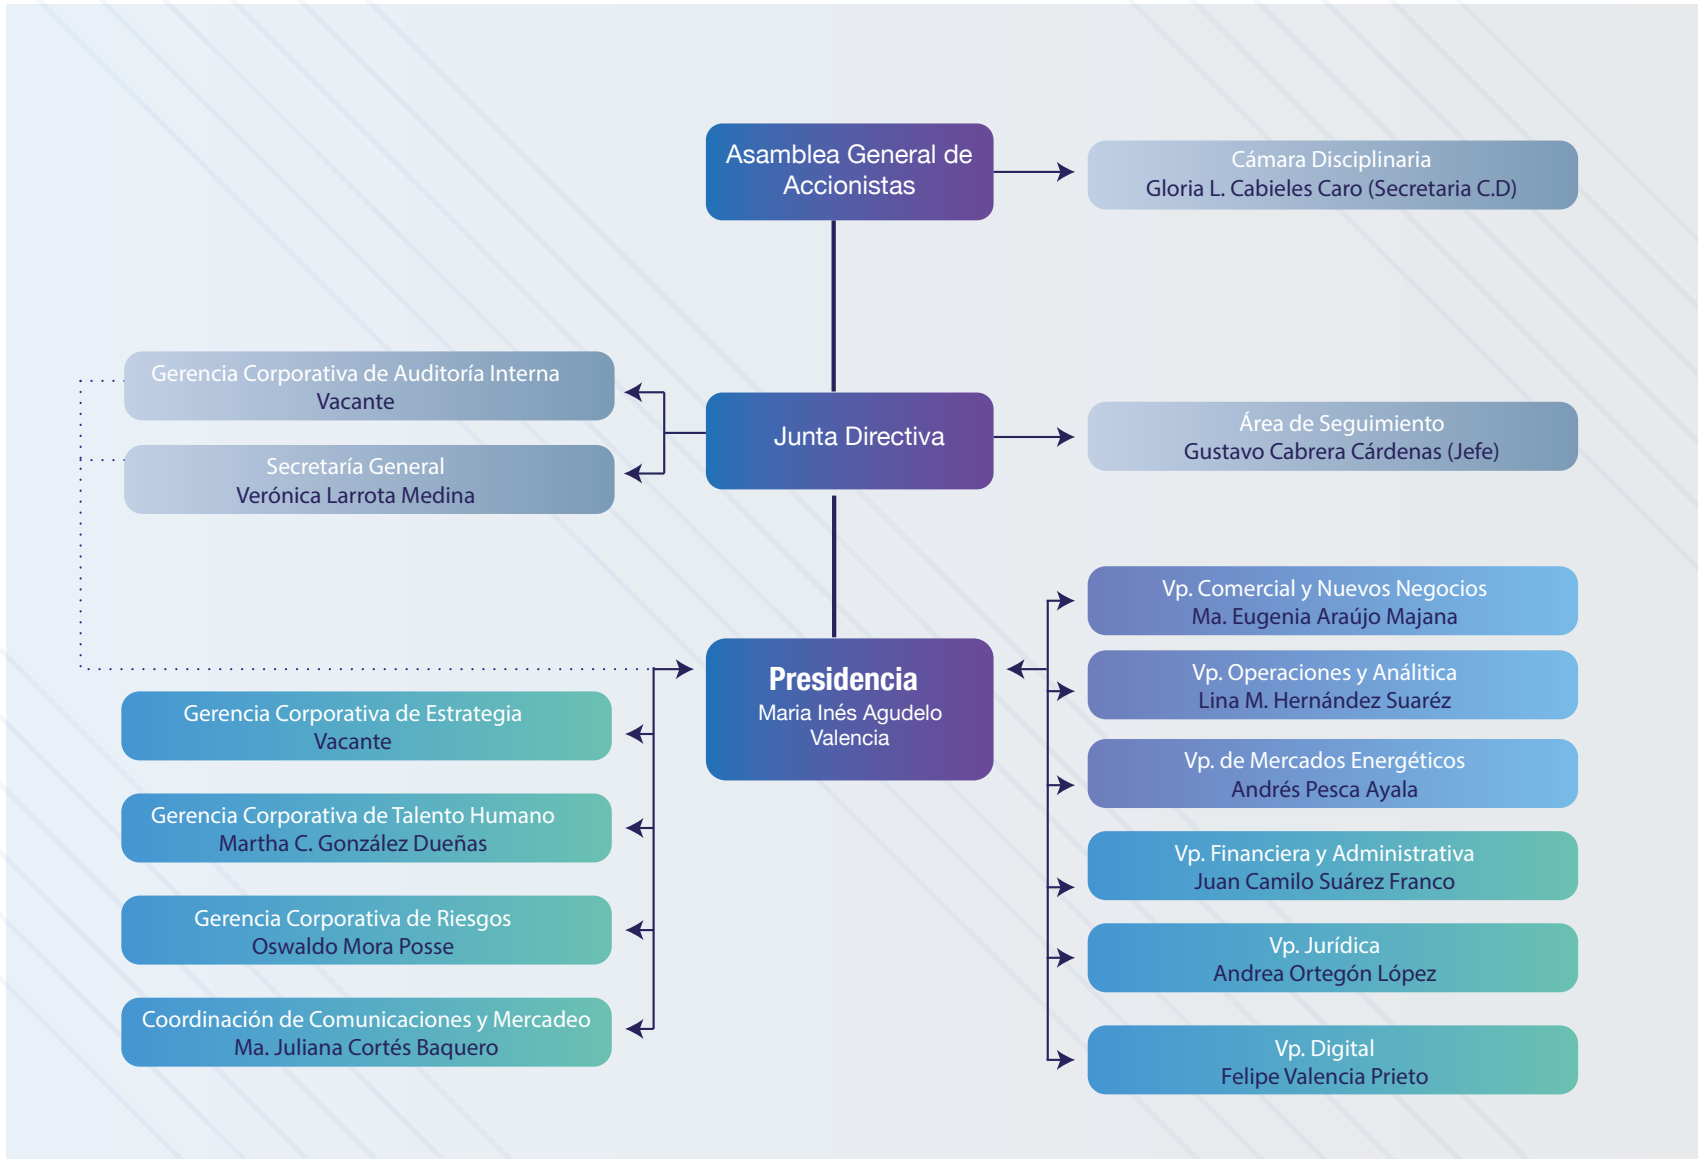 Asamblea General de
Accionistas
Cámara Disciplinaria
Gloria L. Cabieles Caro (Secretaria C.D)
Gerencia Corporativa de Auditoría Interna
Vacante
Secretaría General
Verónica Larrota Medina
Junta Directiva
Área de Seguimiento
Gustavo Cabrera Cárdenas (Jefe)
Presidencia
Maria Inés Agudelo
Valencia
Gerencia Corporativa de Estrategia
Vacante
Gerencia Corporativa de Talento Humano
Martha C. González Dueñas
Gerencia Corporativa de Riesgos
Oswaldo Mora Posse
Coordinación de Comunicaciones y Mercadeo
Ma. Juliana Cortés Baquero
Vp. Comercial y Nuevos Negocios
Ma. Eugenia Araújo Majana
Vp. Operaciones y Análitica
Lina M. Hernández Suaréz
Vp. de Mercados Energéticos
Andrés Pesca Ayala
Vp. Financiera y Administrativa
Juan Camilo Suárez Franco
Vp. Jurídica
Andrea Ortegón López
Vp. Digital
Felipe Valencia Prieto